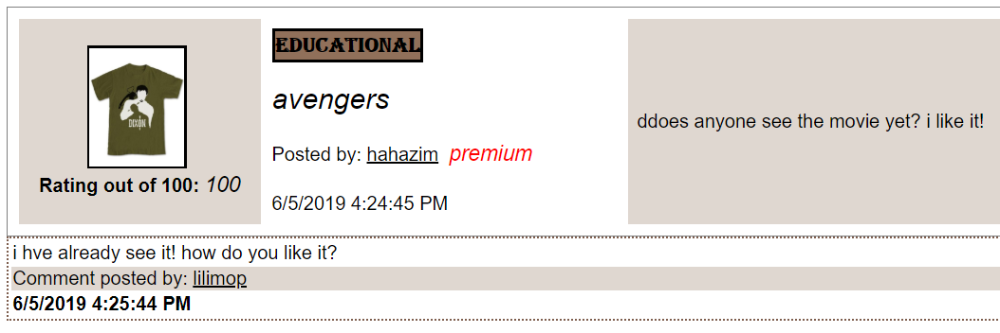 DIXON
Rating out of 100: 100
EDUCATIONAL
avengers
Posted by: hahazim premium
6/5/2019 4:24:45 PM
ddoes anyone see the movie yet? i like it!
i hve already see it! how do you like it?
Comment posted by: lilimop
6/5/2019 4:25:44 PM